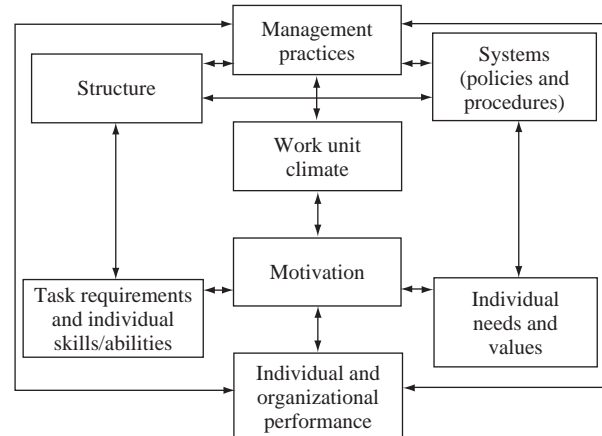 Management
practices
Structure
Systems
(policies and
procedures)
Work unit
climate
Motivation
Task requirements
and individual
skills/abilities
Individual
needs and
values
Individual and
organizational
performance